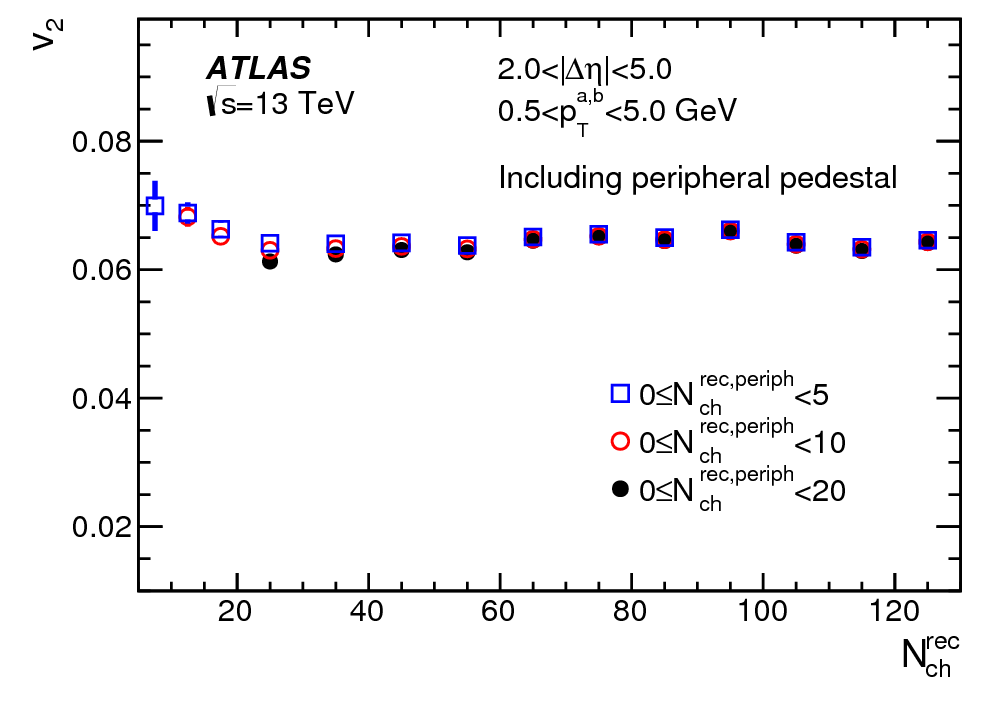 v2
ATLAS
√s=13 TeV
2.0<|Δη|<5.0
0.5<p_T^a,b<5.0 GeV
Including peripheral pedestal
0.08
0.06
0.04
0.02
0≤N_ch^rec,periph<5
0≤N_ch^rec,periph<10
0≤N_ch^rec,periph<20
20 40 60 80 100 120
N_ch^rec